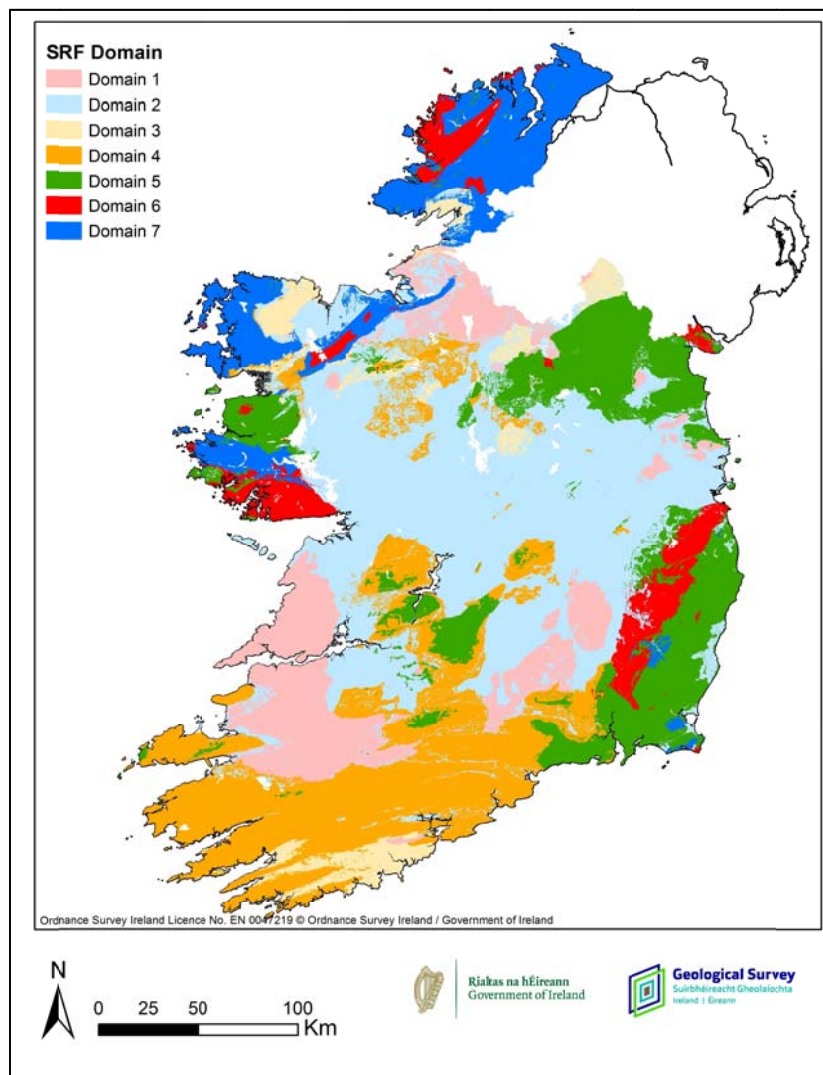 SRF Domain
Domain 1
Domain 2
Domain 3
Domain 4
Domain 5
Domain 6
Domain 7
Ordnance Survey Ireland Licence No. EN 0047219 © Ordnance Survey Ireland / Government of Ireland
N
0 25 50 100
Km
Rialtas na hÉireann
Government of Ireland
Geological Survey
Suirbhéireacht Gheolaíochta
Ireland | Éireann